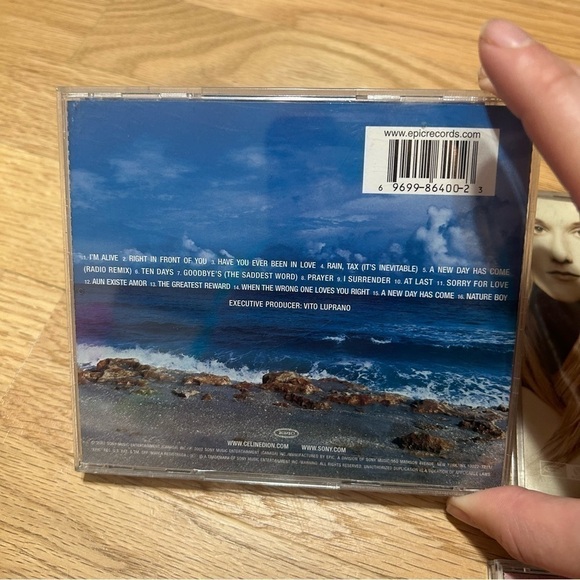 www.epicrecords.com
6 9699-86400-2 3
1. I'M ALIVE 2. RIGHT IN FRONT OF YOU 3. HAVE YOU EVER BEEN IN LOVE 4. RAIN, TAX (IT'S INEVITABLE) 5. A NEW DAY HAS COME
(RADIO REMIX) 6. TEN DAYS 7. GOODBYE'S (THE SADDEST WORD) 8. PRAYER 9. I SURRENDER 10. AT LAST 11. SORRY FOR LOVE
12. AUN EXISTE AMOR 13. THE GREATEST REWARD 14. WHEN THE WRONG ONE LOVES YOU RIGHT 15. A NEW DAY HAS COME 16. NATURE BOY
EXECUTIVE PRODUCER: VITO LUPRANO
WWW.CELINEDION.COM WWW.SONY.COM